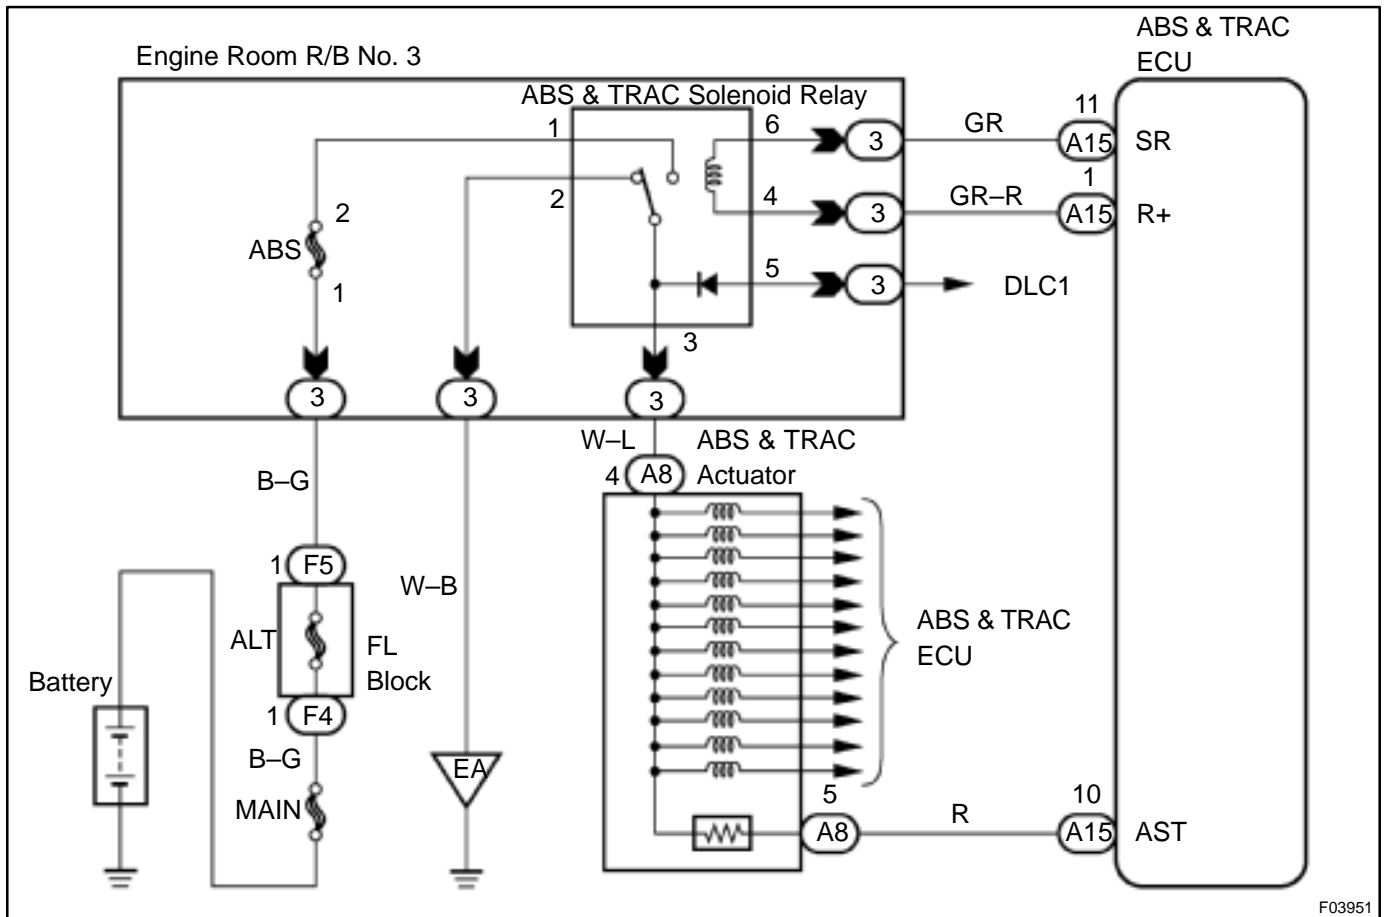 ABS & TRAC
ECU
Engine Room R/B No. 3
ABS & TRAC Solenoid Relay
1
6
3
GR
11
A15
SR
2
4
3
GR–R
1
A15
R+
2
ABS
1
5
3
DLC1
3
3
3
3
W–L
ABS & TRAC
Actuator
4
A8
B–G
1
F5
W–B
ALT
FL
Block
ABS & TRAC
ECU
Battery
1
F4
B–G
EA
MAIN
5
A8
R
10
A15
AST
F03951